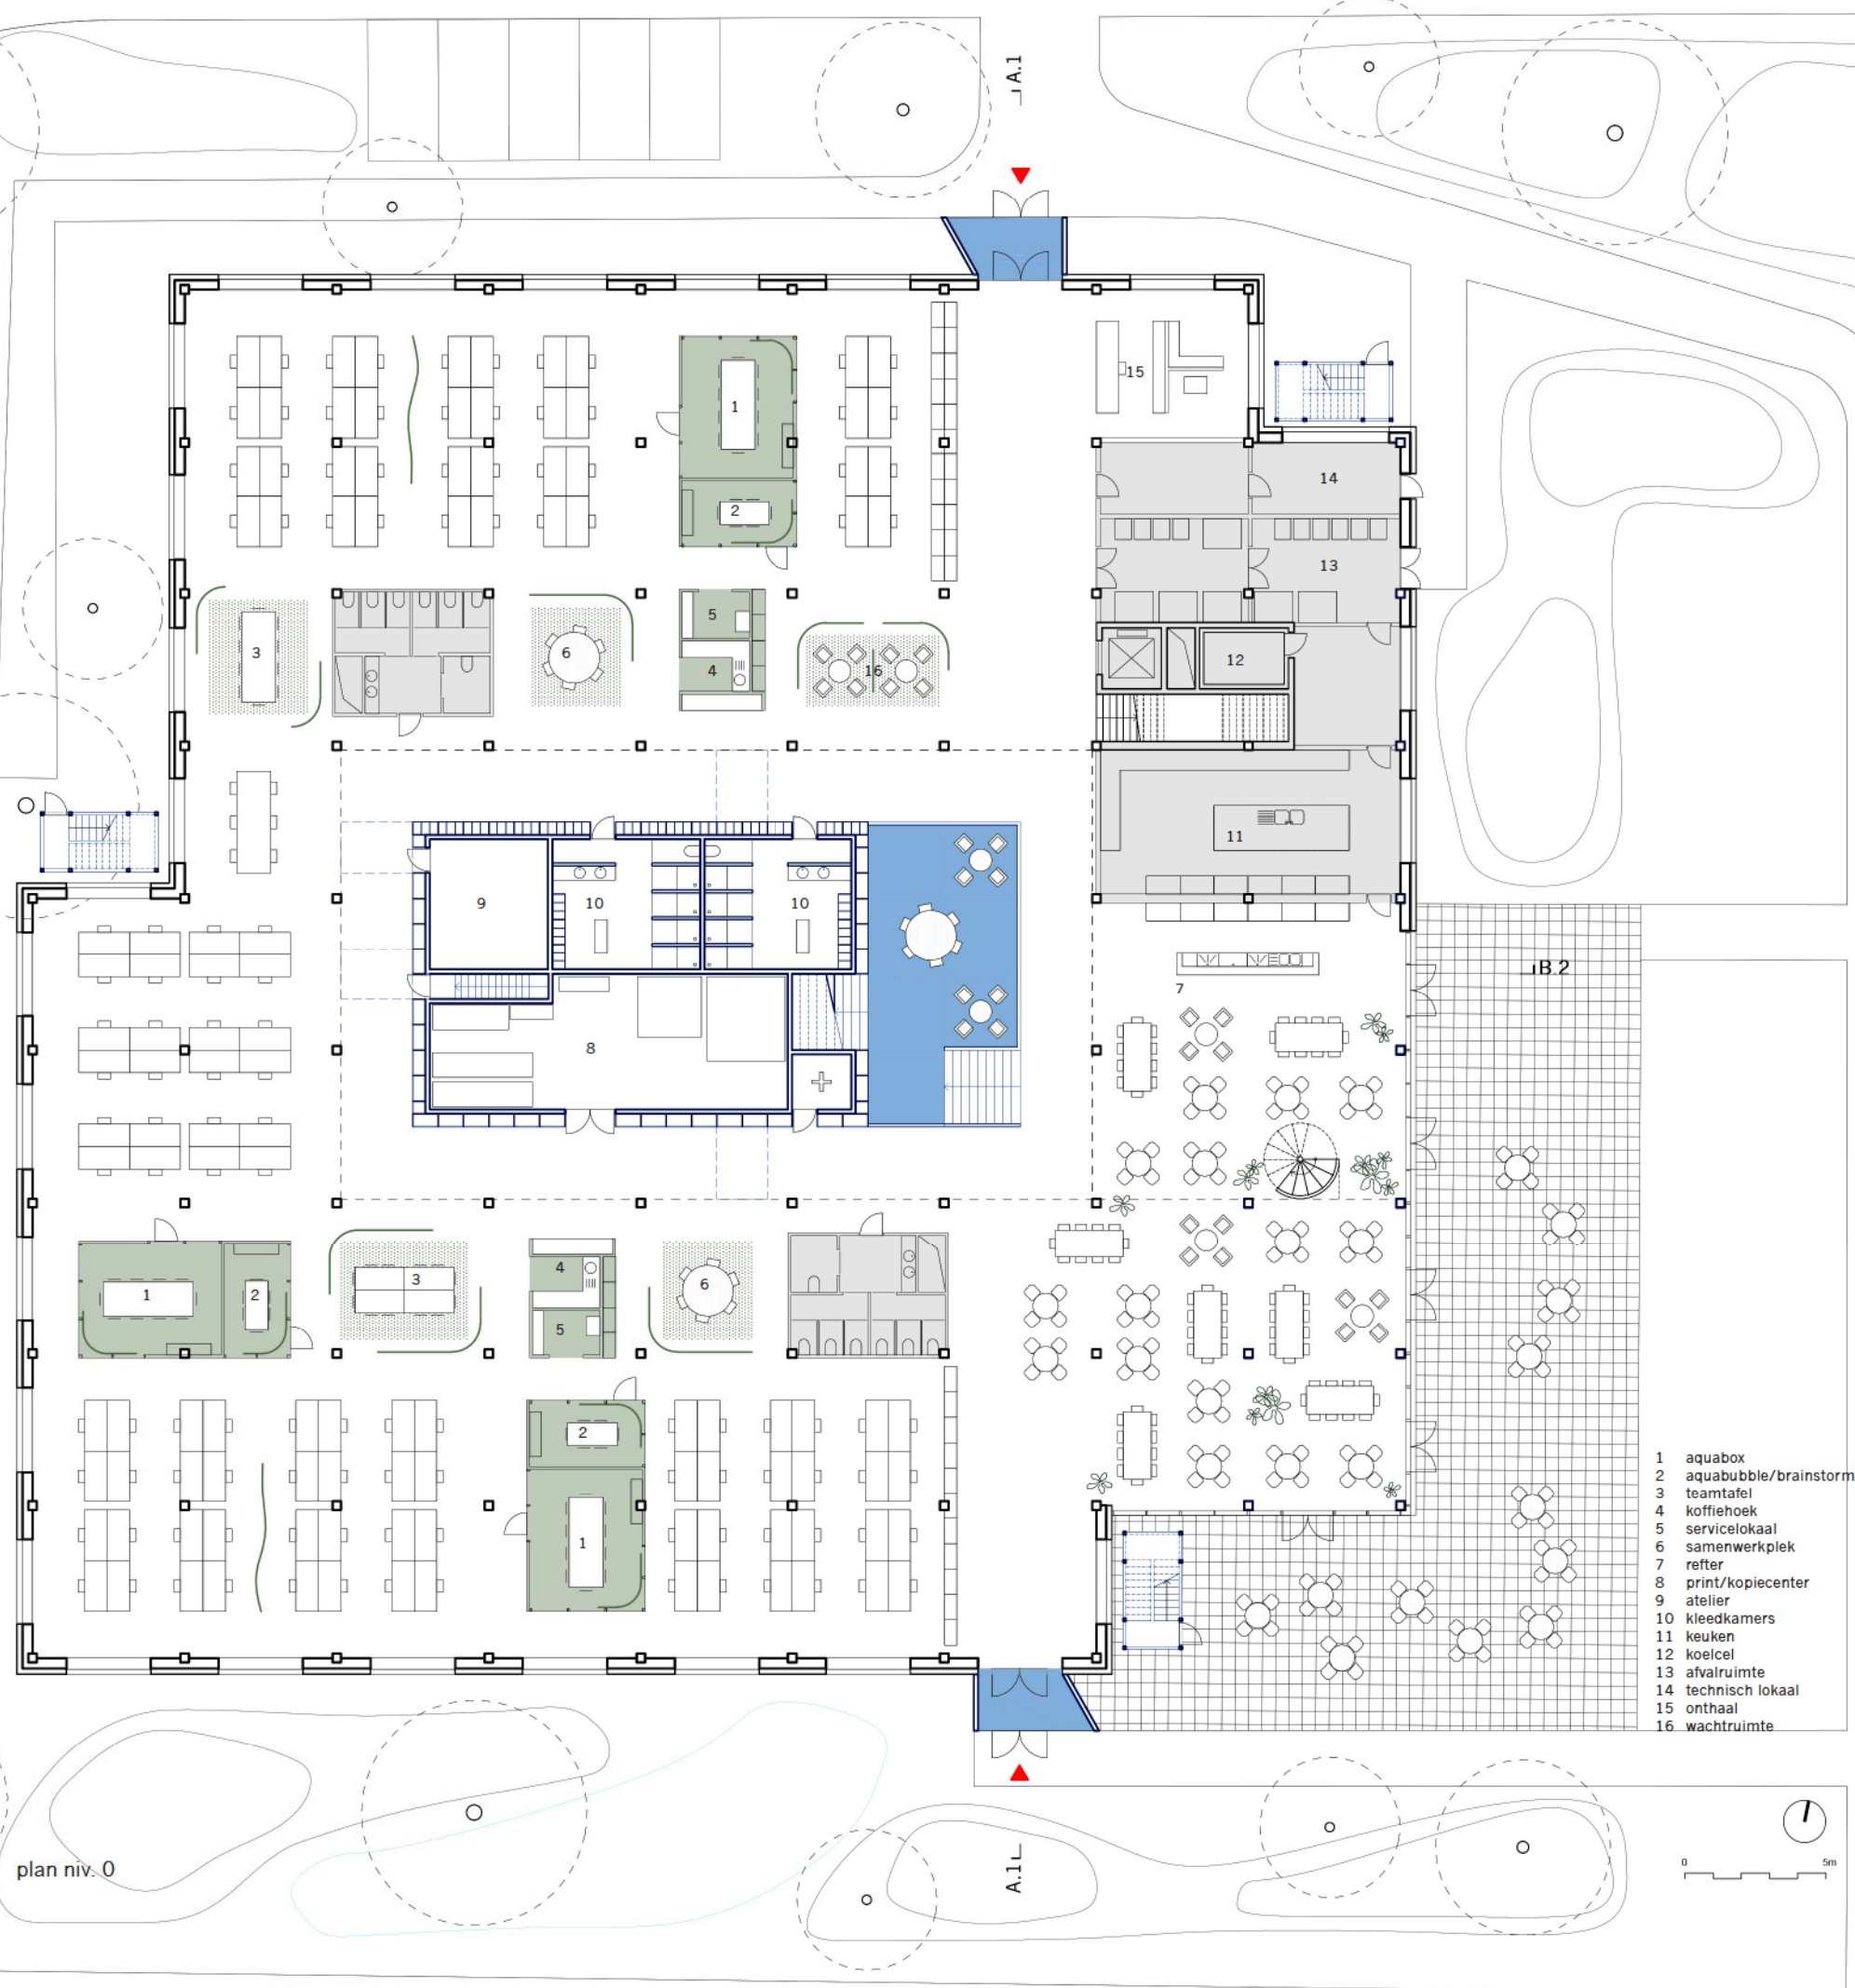 A.1
15
1
14
2
13
5
3
6
12
4
16
11
9
10
10
B.2
7
8
4
3
1
2
6
5
2
1
1 aquabox
2 aquabubble/brainstorm
3 teamtafel
4 koffiehoek
5 servicelokaal
6 samenwerkplek
7 refter
8 print/kopiecenter
9 atelier
10 kleedkamers
11 keuken
12 koelcel
13 afvalruimte
14 technisch lokaal
15 onthaal
16 wachtruimte
A.1
plan niv. 0
0 5m